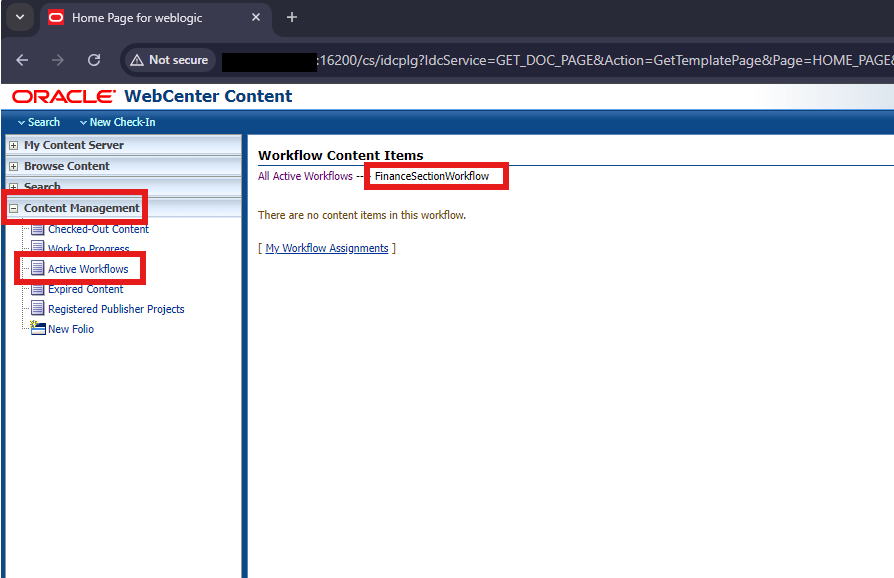 Home Page for weblogic
Not secure
:16200/cs/idcplg?IdcService=GET_DOC_PAGE&Action=GetTemplatePage&Page=HOME_PAGE&
ORACLE WebCenter Content
Search New Check-In
My Content Server
Browse Content
Search
Content Management
Checked-Out Content
Work In Progress
Active Workflows
Expired Content
Registered Publisher Projects
New Folio
Workflow Content Items
All Active Workflows --- FinanceSectionWorkflow
There are no content items in this workflow.
[ My Workflow Assignments ]